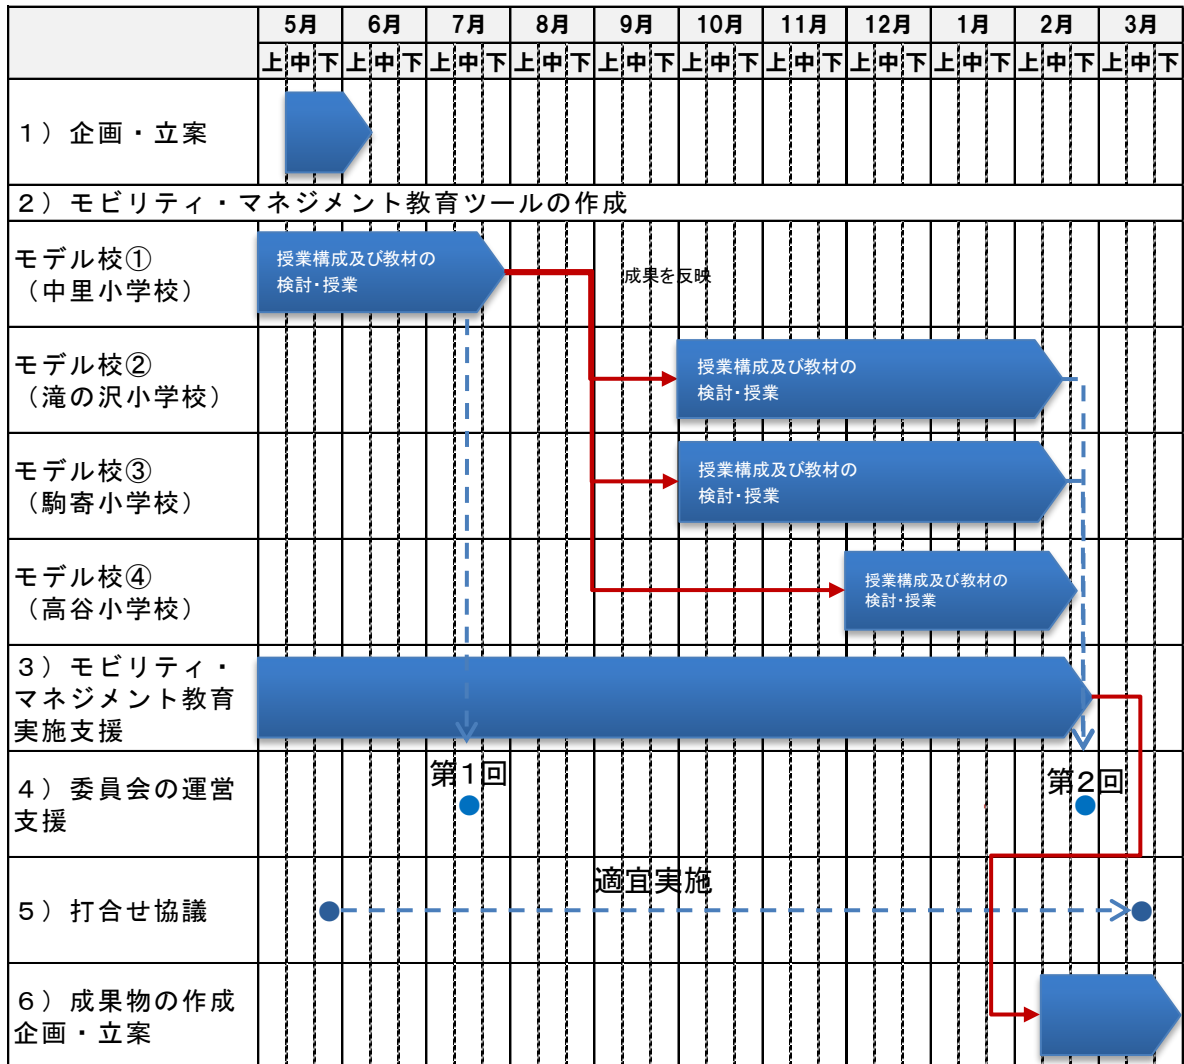 5月 6月 7月 8月 9月 10月 11月 12月 1月 2月 3月
上 中 下 上 中 下 上 中 下 上 中 下 上 中 下 上 中 下 上 中 下 上 中 下 上 中 下 上 中 下 上 中 下
１）企画・立案
２）モビリティ・マネジメント教育ツールの作成
モデル校①
（中里小学校）
授業構成及び教材の
検討・授業
成果を反映
モデル校②
（滝の沢小学校）
授業構成及び教材の
検討・授業
モデル校③
（駒寄小学校）
授業構成及び教材の
検討・授業
モデル校④
（高谷小学校）
授業構成及び教材の
検討・授業
３）モビリティ・
マネジメント教育
実施支援
４）委員会の運営
支援
第1回
第2回
５）打合せ協議
適宜実施
６）成果物の作成
企画・立案